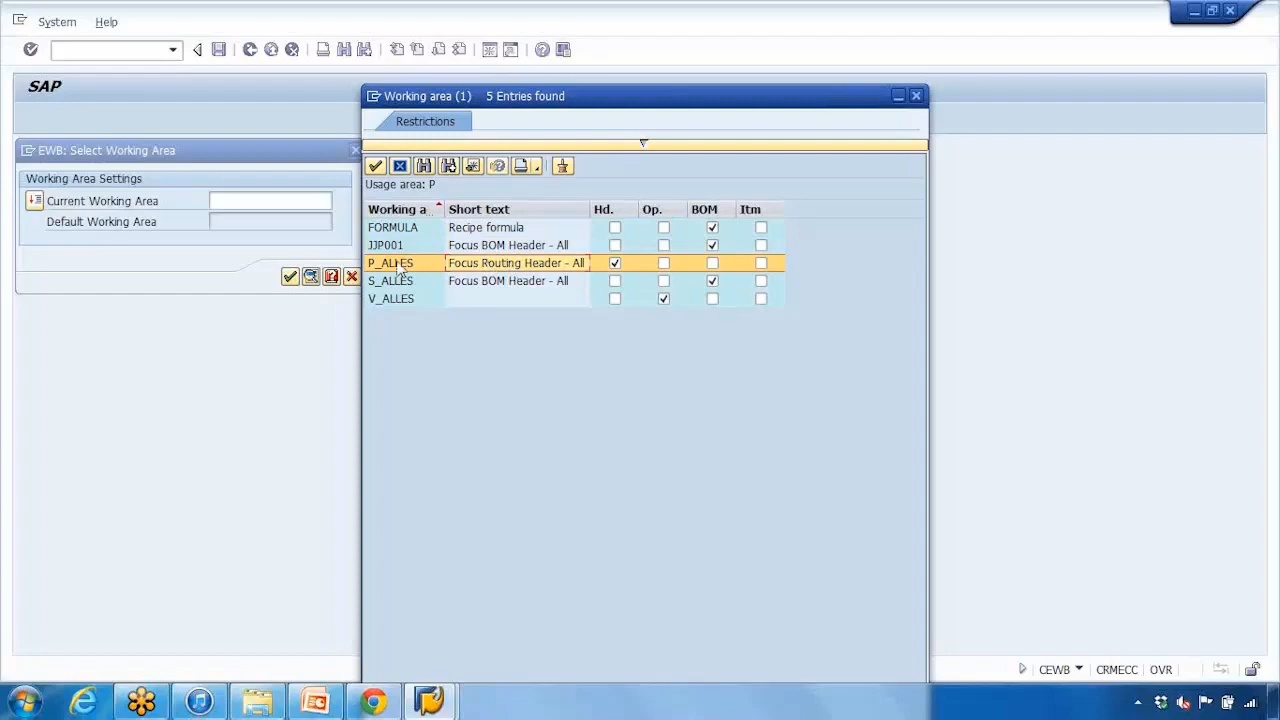 System Help
SAP
Working area (1) 5 Entries found
Restrictions
EWB: Select Working Area
Working Area Settings
Current Working Area
Default Working Area
Usage area: P
Working a... Short text Hd. Op. BOM Itm
FORMULA Recipe formula
JJP001 Focus BOM Header - All
P_ALLES Focus Routing Header - All
S_ALLES Focus BOM Header - All
V_ALLES
CEWB CRMECC OVR